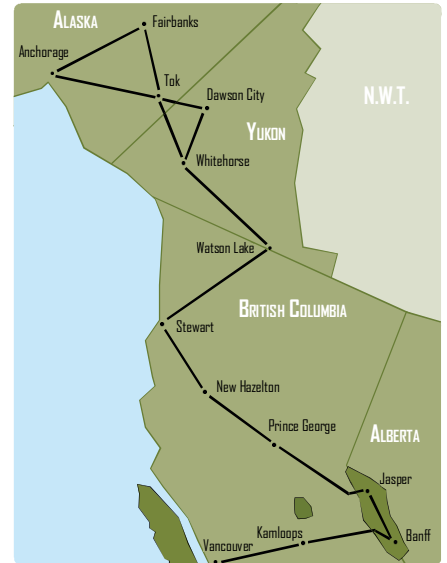 ALASKA
Fairbanks
Anchorage
Tok
Dawson City
N.W.T.
YUKON
Whitehorse
Watson Lake
BRITISH COLUMBIA
Stewart
New Hazelton
Prince George
ALBERTA
Jasper
Kamloops
Banff
Vancouver